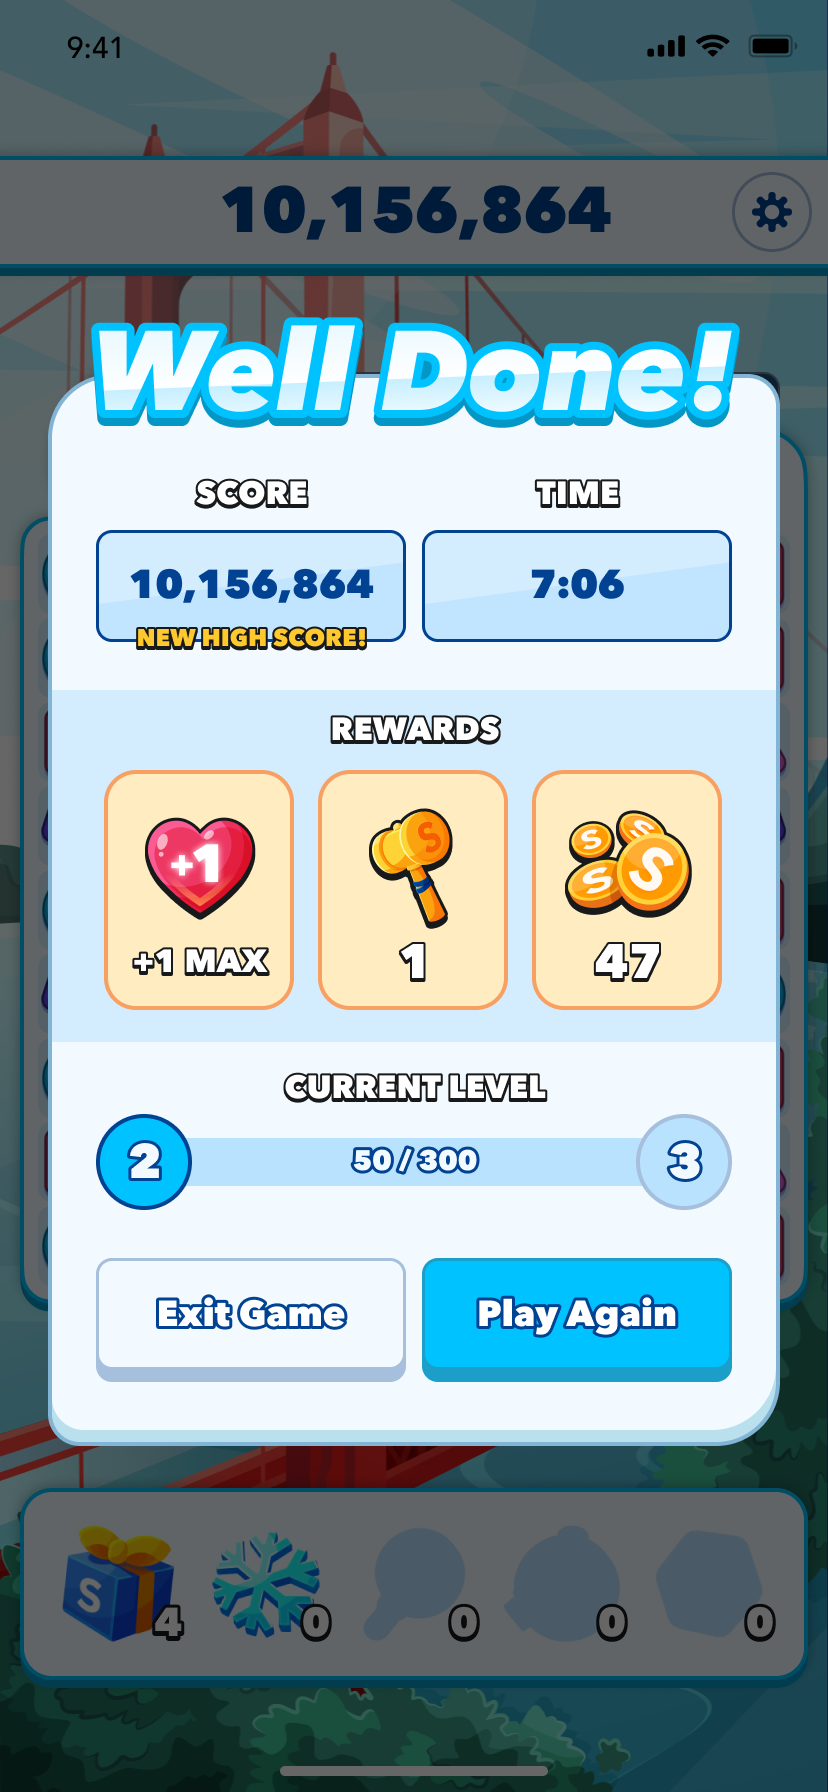 9:41
10,156,864
Well Done!
SCORE
TIME
10,156,864
7:06
NEW HIGH SCORE!
REWARDS
+1
S
S
S
S
S
+1 MAX
1
47
CURRENT LEVEL
2
50 / 300
3
Exit Game
Play Again
S
4
0
0
0
0